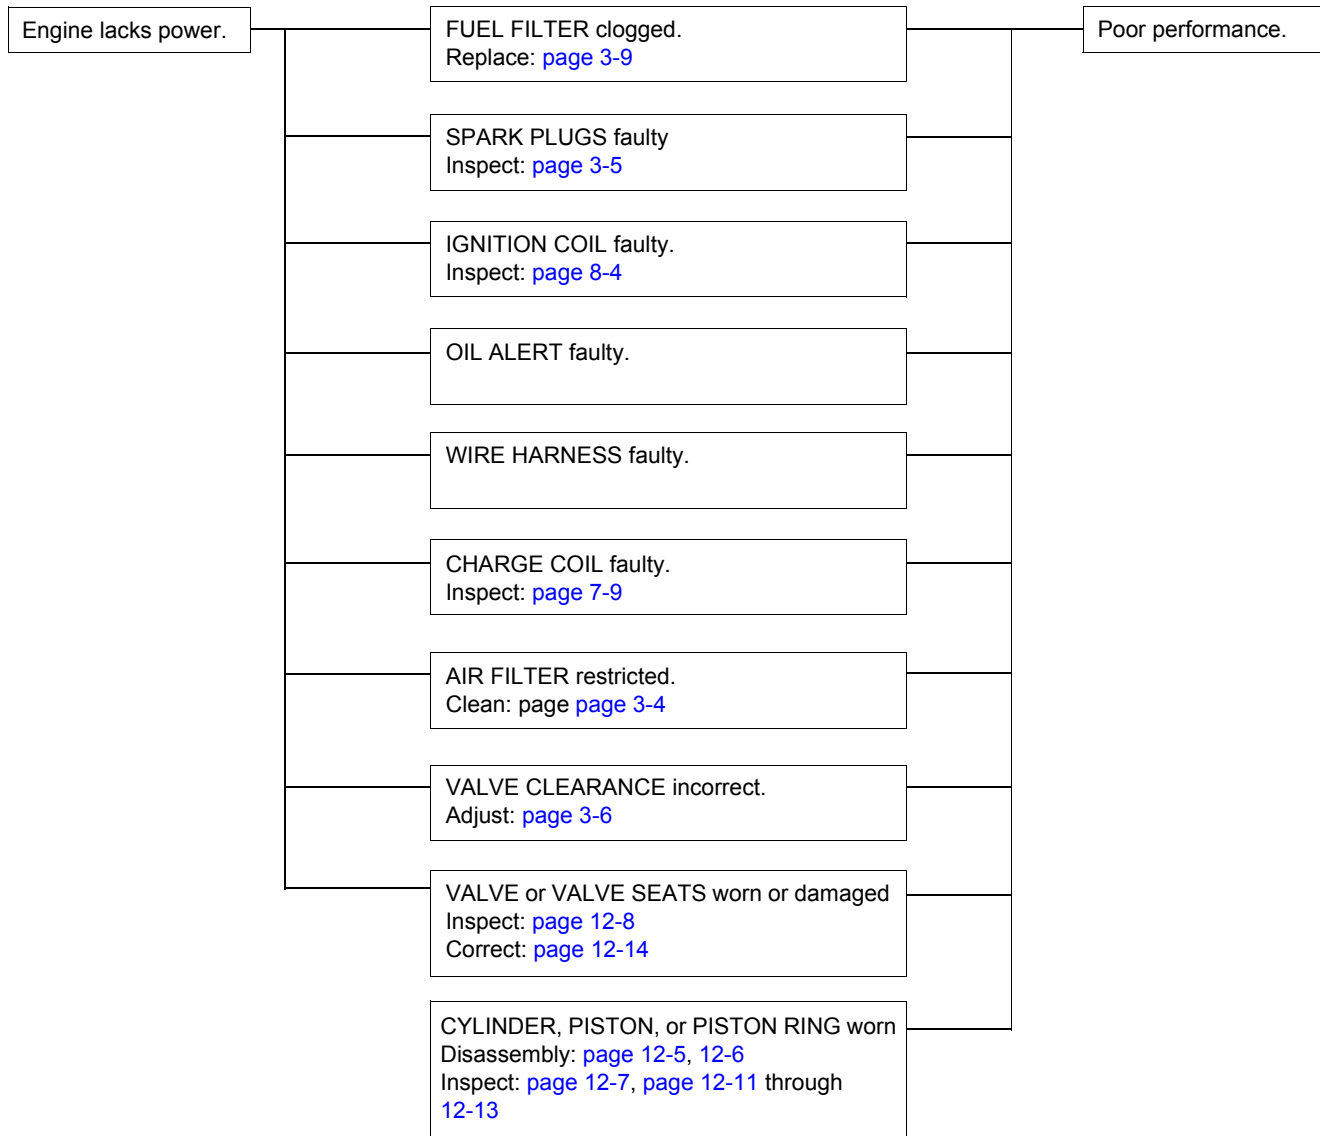 Engine lacks power.
FUEL FILTER clogged.
Replace: page 3-9
Poor performance.
SPARK PLUGS faulty
Inspect: page 3-5
IGNITION COIL faulty.
Inspect: page 8-4
OIL ALERT faulty.
WIRE HARNESS faulty.
CHARGE COIL faulty.
Inspect: page 7-9
AIR FILTER restricted.
Clean: page page 3-4
VALVE CLEARANCE incorrect.
Adjust: page 3-6
VALVE or VALVE SEATS worn or damaged
Inspect: page 12-8
Correct: page 12-14
CYLINDER, PISTON, or PISTON RING worn
Disassembly: page 12-5, 12-6
Inspect: page 12-7, page 12-11 through
12-13